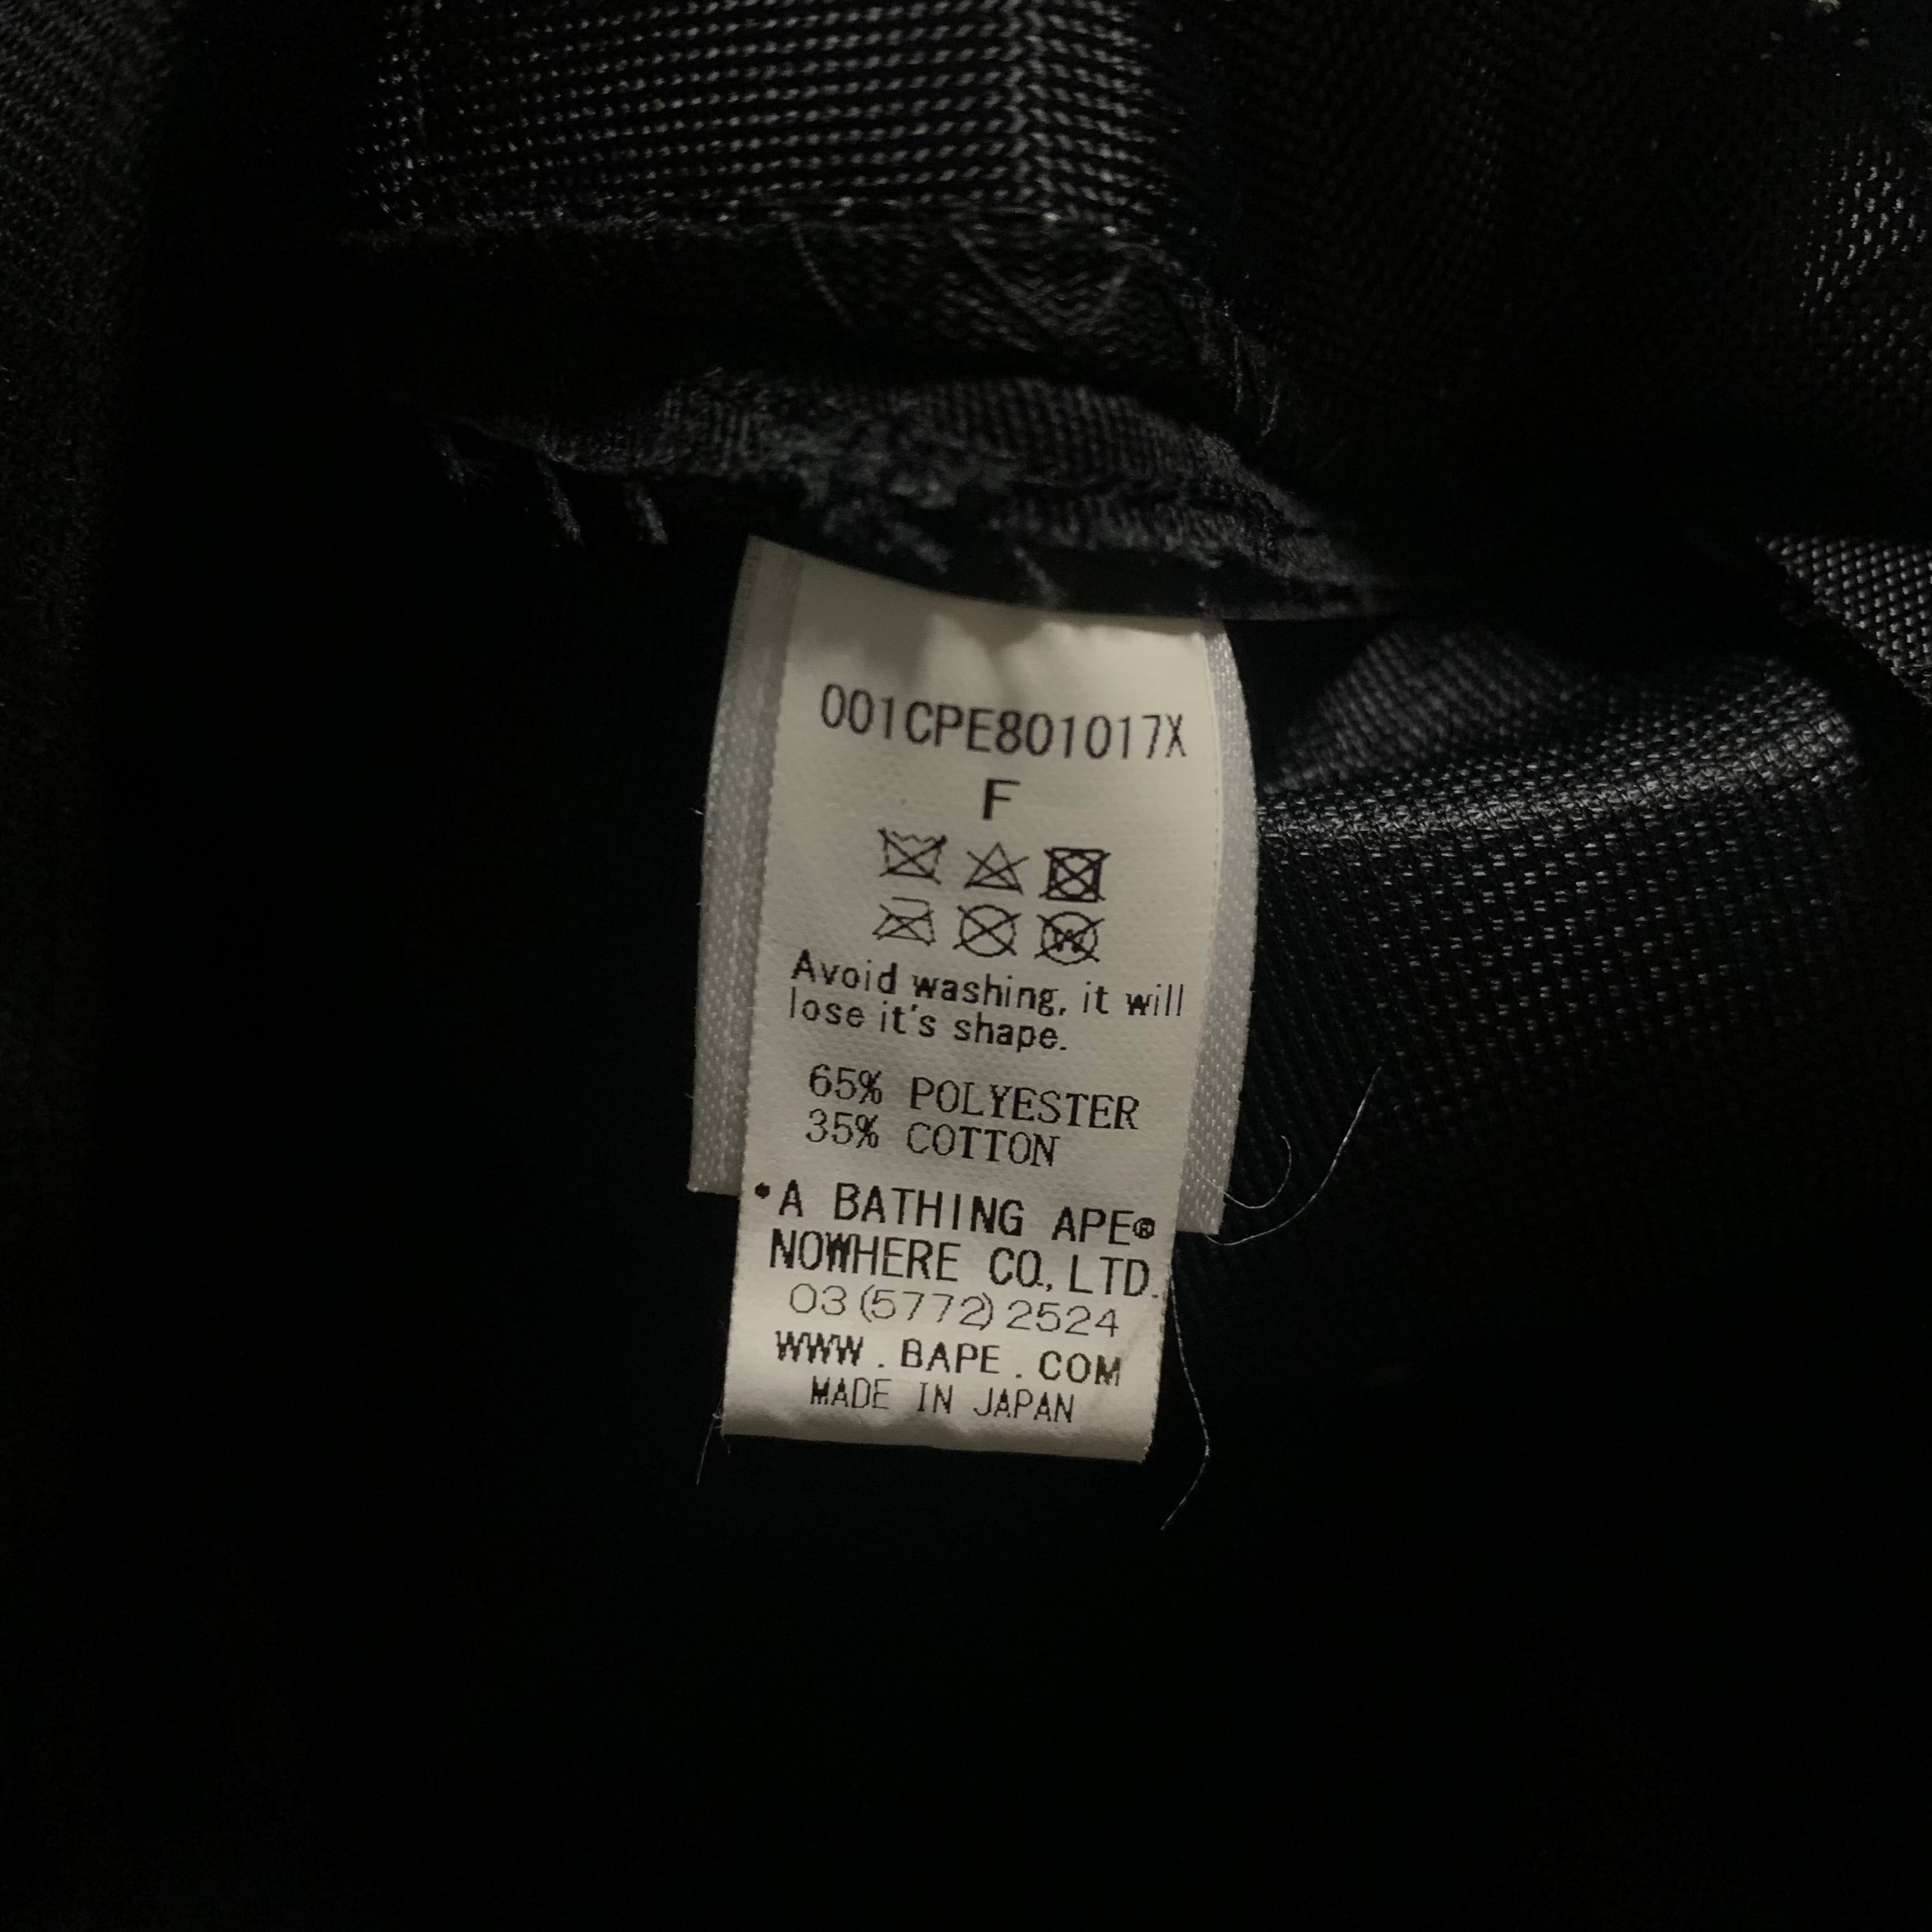 001CPE801017X
F
W
Avoid washing, it will
lose it's shape.
65% POLYESTER
35% COTTON
•A BATHING APE®
NOWHERE CO., LTD.
03(5772)2524
WWW.BAPE.COM
MADE IN JAPAN